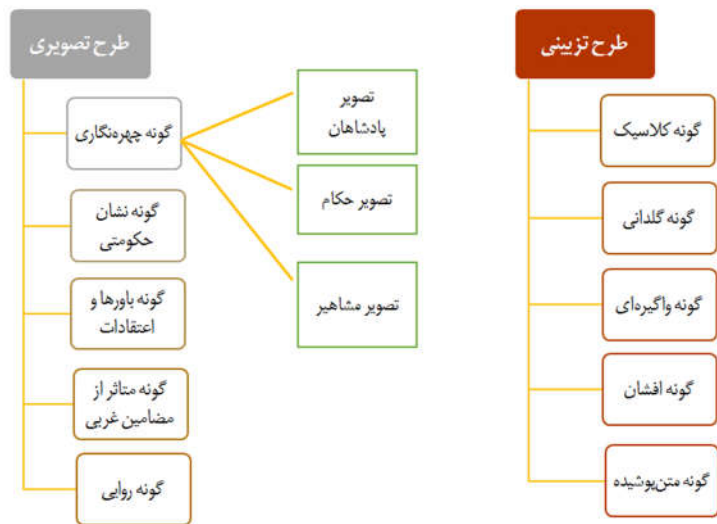 طرح تزیینی
گونه کلاسیک
گونه گلدانی
گونه واگیره‌ای
گونه افشان
گونه متن‌پوشیده
طرح تصویری
گونه چهره‌نگاری
تصویر
پادشاهان
تصویر حکام
تصویر مشاهیر
گونه نشان
حکومتی
گونه باورها و
اعتقادات
گونه متاثر از
مضامین غربی
گونه روایی